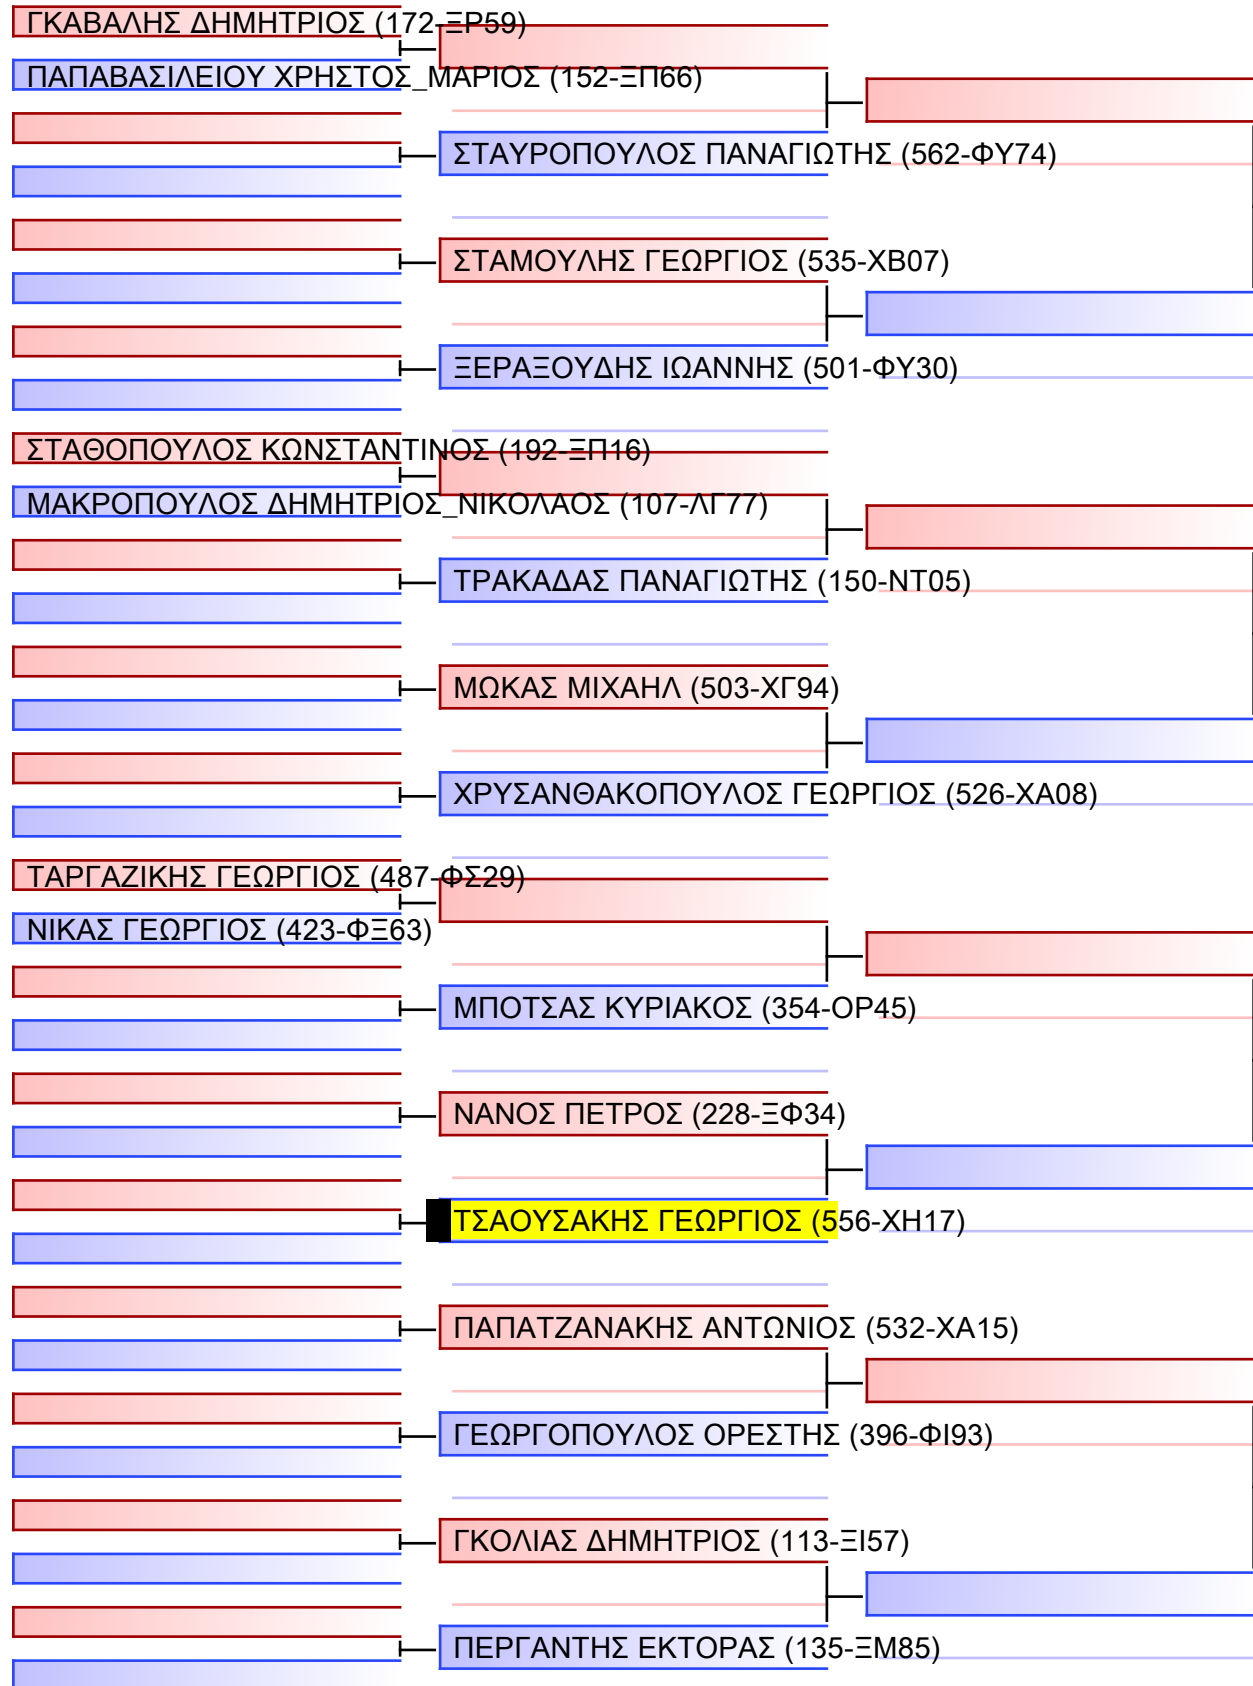 ΓΚΑΒΑΛΗΣ ΔΗΜΗΤΡΙΟΣ (172-ΞΡ59)
ΠΑΠΑΒΑΣΙΛΕΙΟΥ ΧΡΗΣΤΟΣ_ΜΑΡΙΟΣ (152-ΞΠ66)
ΣΤΑΥΡΟΠΟΥΛΟΣ ΠΑΝΑΓΙΩΤΗΣ (562-ΦΥ74)
ΣΤΑΜΟΥΛΗΣ ΓΕΩΡΓΙΟΣ (535-ΧΒ07)
ΞΕΡΑΞΟΥΔΗΣ ΙΩΑΝΝΗΣ (501-ΦΥ30)
ΣΤΑΘΟΠΟΥΛΟΣ ΚΩΝΣΤΑΝΤΙΝΟΣ (192-ΞΠ16)
ΜΑΚΡΟΠΟΥΛΟΣ ΔΗΜΗΤΡΙΟΣ_ΝΙΚΟΛΑΟΣ (107-ΛΓ77)
ΤΡΑΚΑΔΑΣ ΠΑΝΑΓΙΩΤΗΣ (150-ΝΤ05)
ΜΩΚΑΣ ΜΙΧΑΗΛ (503-ΧΓ94)
ΧΡΥΣΑΝΘΑΚΟΠΟΥΛΟΣ ΓΕΩΡΓΙΟΣ (526-ΧΑ08)
ΤΑΡΓΑΖΙΚΗΣ ΓΕΩΡΓΙΟΣ (487-ΦΣ29)
ΝΙΚΑΣ ΓΕΩΡΓΙΟΣ (423-ΦΞ63)
ΜΠΟΤΣΑΣ ΚΥΡΙΑΚΟΣ (354-ΟΡ45)
ΝΑΝΟΣ ΠΕΤΡΟΣ (228-ΞΦ34)
ΤΣΑΟΥΣΑΚΗΣ ΓΕΩΡΓΙΟΣ (556-ΧΗ17)
ΠΑΠΑΤΖΑΝΑΚΗΣ ΑΝΤΩΝΙΟΣ (532-ΧΑ15)
ΓΕΩΡΓΟΠΟΥΛΟΣ ΟΡΕΣΤΗΣ (396-ΦΙ93)
ΓΚΟΛΙΑΣ ΔΗΜΗΤΡΙΟΣ (113-ΞΙ57)
ΠΕΡΓΑΝΤΗΣ ΕΚΤΟΡΑΣ (135-ΞΜ85)